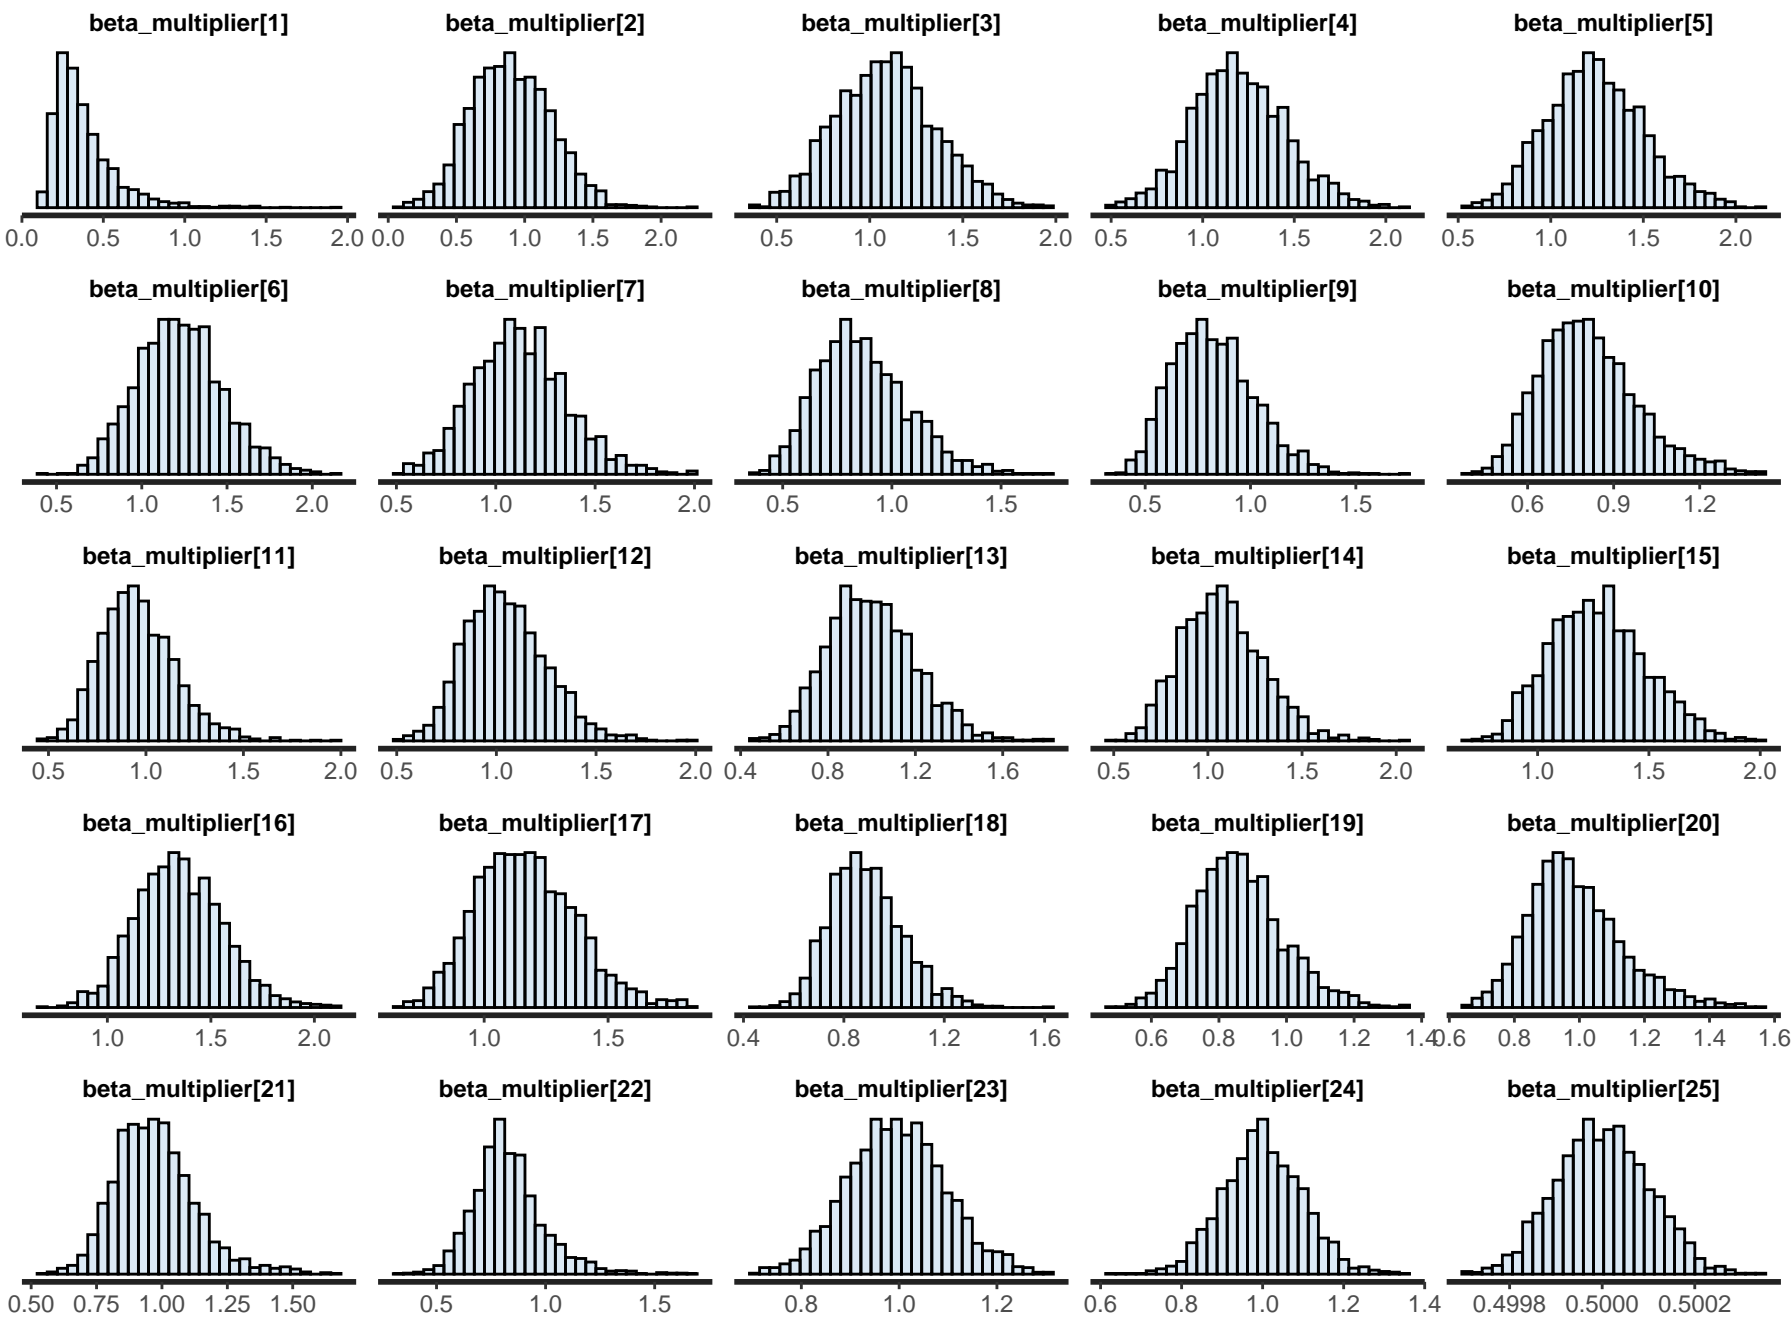 beta_multiplier[1] beta_multiplier[2] beta_multiplier[3] beta_multiplier[4] beta_multiplier[5]
0.0 0.5 1.0 1.5 2.0 0.0 0.5 1.0 1.5 2.0 0.5 1.0 1.5 2.0 0.5 1.0 1.5 2.0 0.5 1.0 1.5 2.0
beta_multiplier[6] beta_multiplier[7] beta_multiplier[8] beta_multiplier[9] beta_multiplier[10]
0.5 1.0 1.5 2.0 0.5 1.0 1.5 2.0 0.5 1.0 1.5 0.5 1.0 1.5 0.6 0.9 1.2
beta_multiplier[11] beta_multiplier[12] beta_multiplier[13] beta_multiplier[14] beta_multiplier[15]
0.5 1.0 1.5 2.0 0.5 1.0 1.5 2.0 0.4 0.8 1.2 1.6 0.5 1.0 1.5 2.0 1.0 1.5 2.0
beta_multiplier[16] beta_multiplier[17] beta_multiplier[18] beta_multiplier[19] beta_multiplier[20]
1.0 1.5 2.0 1.0 1.5 0.4 0.8 1.2 1.6 0.6 0.8 1.0 1.2 1.4 0.6 0.8 1.0 1.2 1.4 1.6
beta_multiplier[21] beta_multiplier[22] beta_multiplier[23] beta_multiplier[24] beta_multiplier[25]
0.50 0.75 1.00 1.25 1.50 0.5 1.0 1.5 0.8 1.0 1.2 0.6 0.8 1.0 1.2 1.4 0.4998 0.5000 0.5002